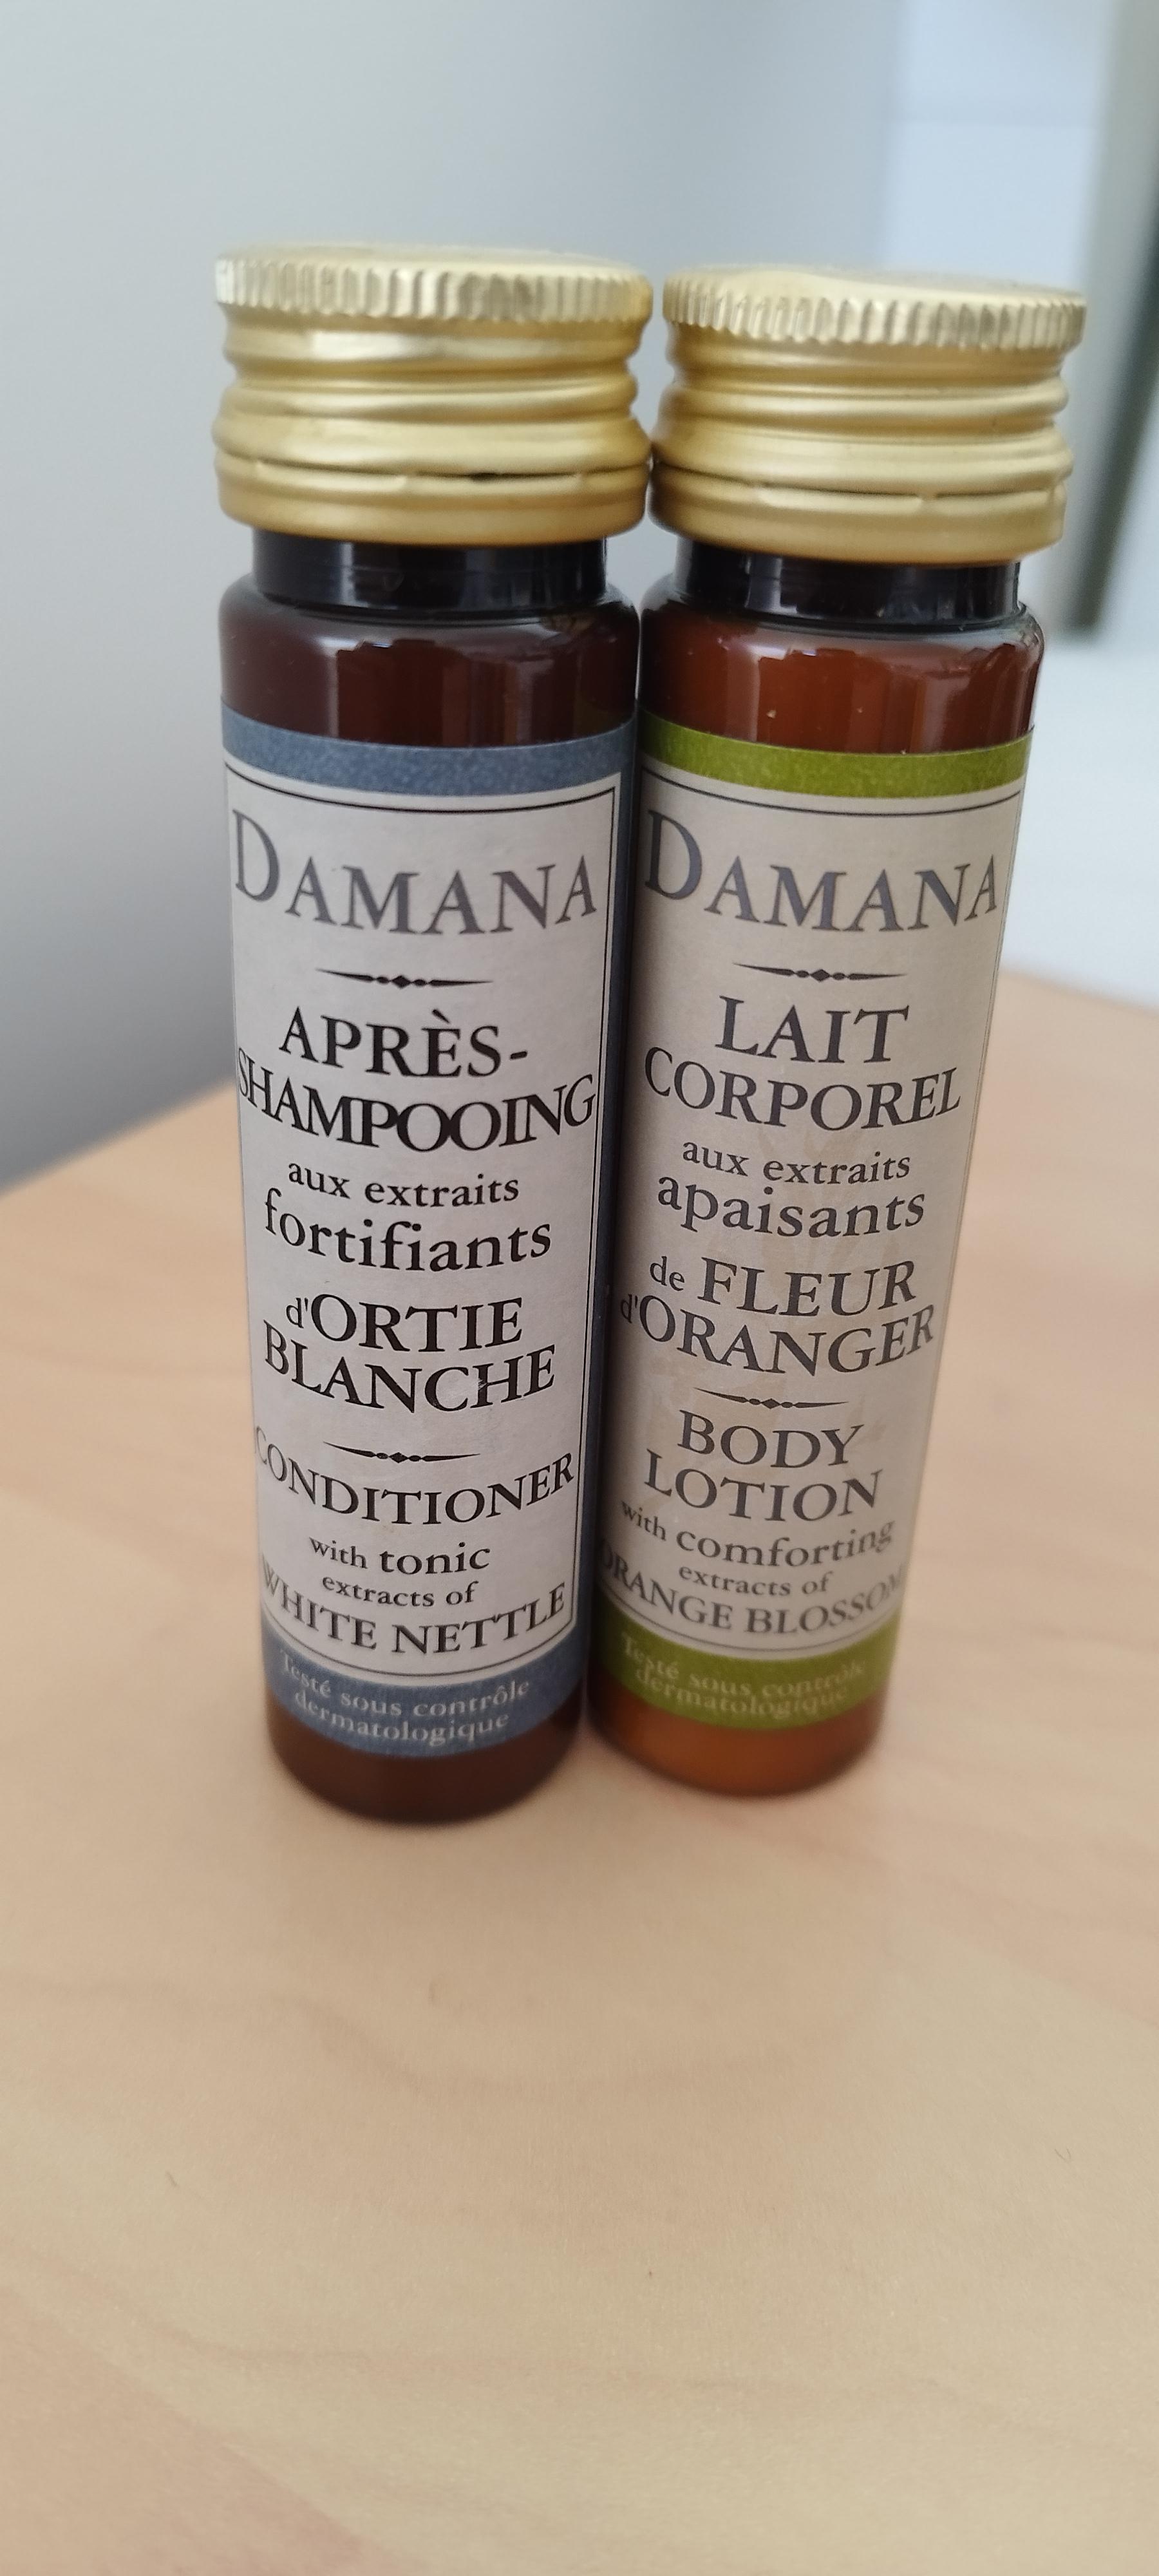 DAMANA
APRÈS-
SHAMPOOING
aux extraits
fortifiants
d'ORTIE
BLANCHE
CONDITIONER
with tonic
extracts of
WHITE NETTLE
Testé sous contrôle
dermatologique
DAMANA
LAIT
CORPOREL
aux extraits
apaisants
de FLEUR
d'ORANGER
BODY
LOTION
with comforting
extracts of
ORANGE BLOSSOM
Testé sous contrôle
dermatologique